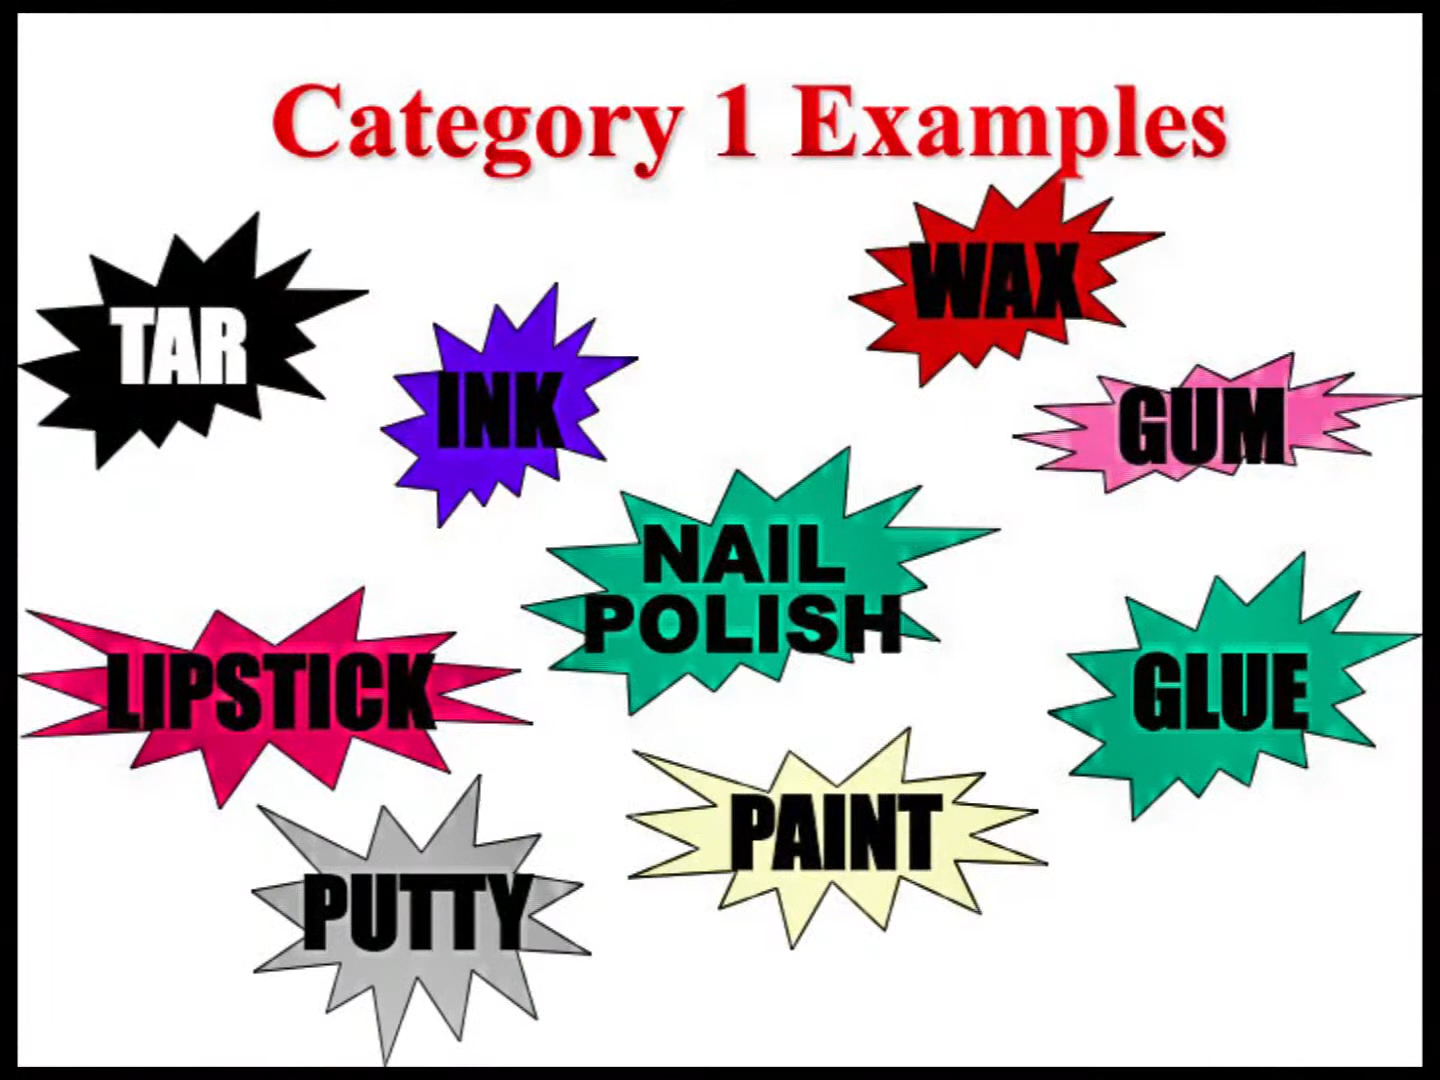 Category 1 Examples
TAR
WAX
INK
GUM
NAIL
POLISH
LIPSTICK
GLUE
PAINT
PUTTY